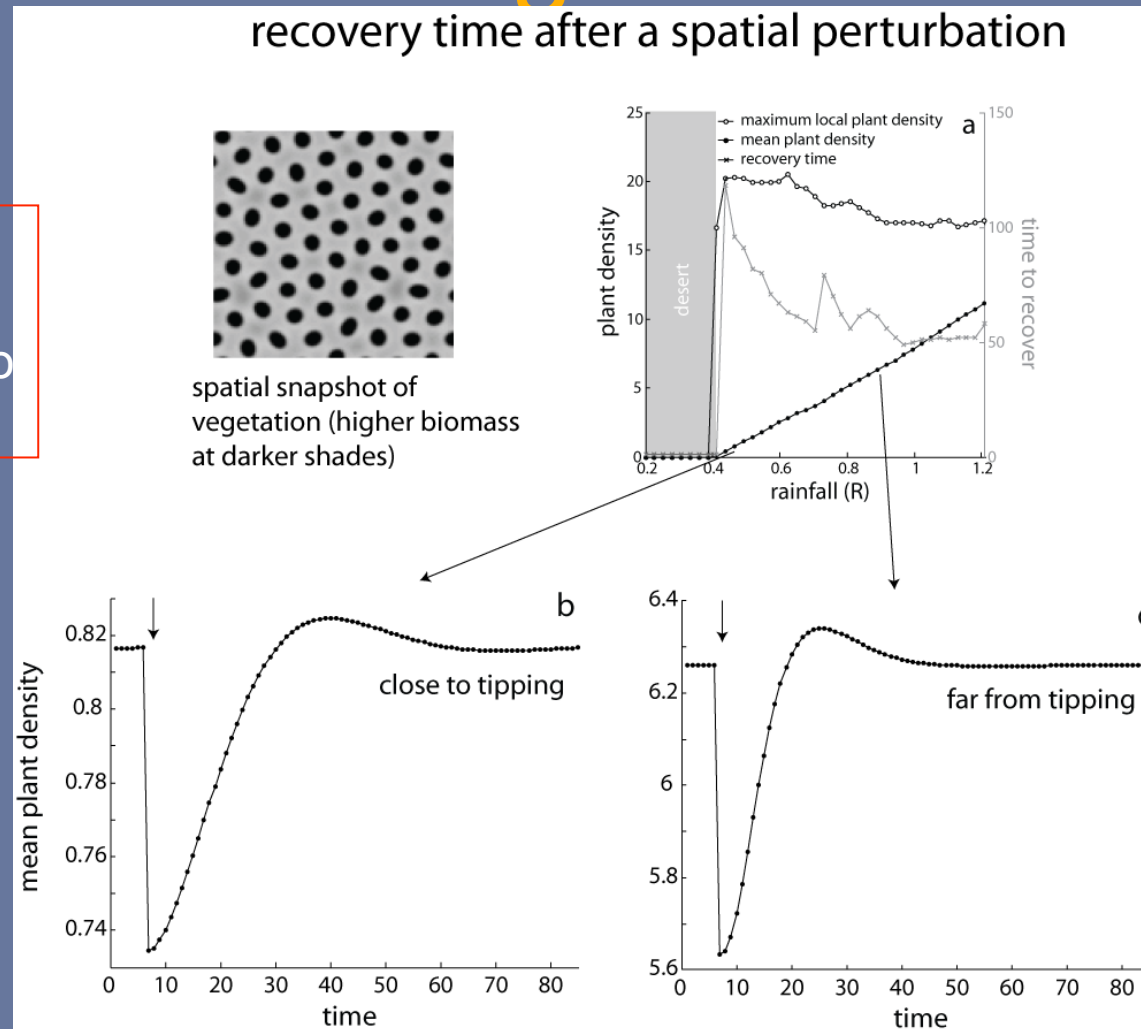 recovery time after a spatial perturbation
spatial snapshot of
vegetation (higher biomass
at darker shades)
25
20
15
10
5
0
plant density
maximum local plant density
mean plant density
recovery time
a
desert
150
100
50
0
time to recover
0.2 0.4 0.6 0.8 1 1.2
rainfall (R)
b
close to tipping
0.82
0.8
0.78
0.76
0.74
mean plant density
0 10 20 30 40 50 60 70 80
time
far from tipping
6.4
6.2
6
5.8
5.6
0 10 20 30 40 50 60 70 80
time